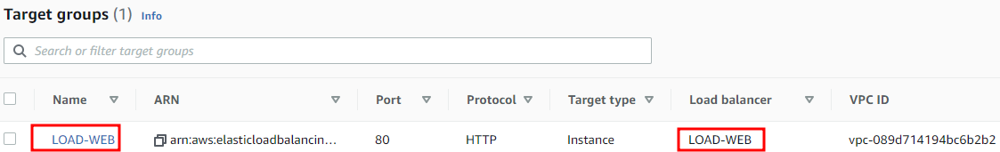 Target groups (1) Info
Search or filter target groups
Name ARN Port Protocol Target type Load balancer VPC ID
LOAD-WEB arn:aws:elasticloadbalancin... 80 HTTP Instance LOAD-WEB vpc-089d714194bc6b2b2